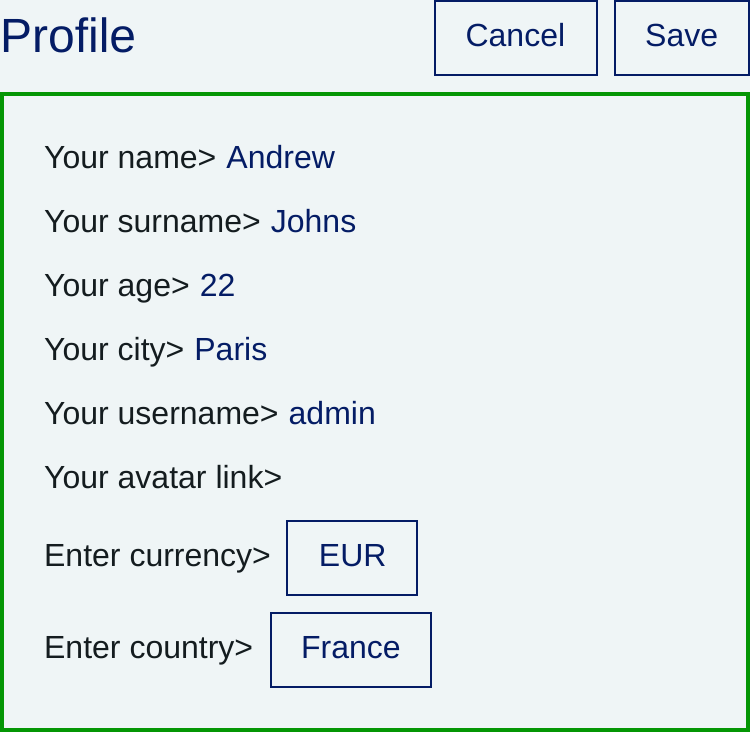 Profile Cancel Save
Your name> Andrew
Your surname> Johns
Your age> 22
Your city> Paris
Your username> admin
Your avatar link>
Enter currency> EUR
Enter country> France